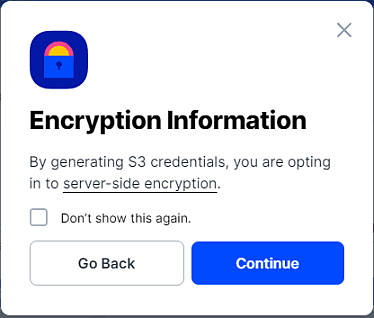 Encryption Information
By generating S3 credentials, you are opting
in to server-side encryption.
Don't show this again.
Go Back
Continue